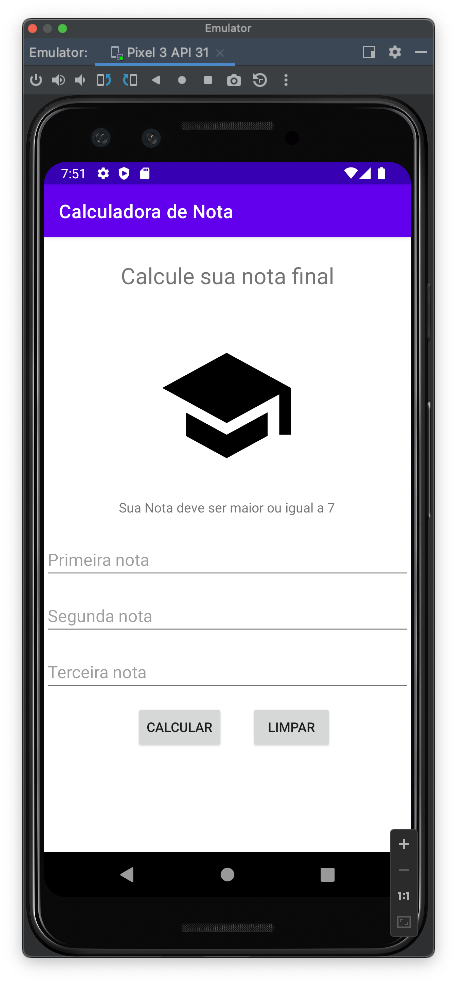 Emulator
Emulator: Pixel 3 API 31
7:51
Calculadora de Nota
Calcule sua nota final
Sua Nota deve ser maior ou igual a 7
Primeira nota
Segunda nota
Terceira nota
CALCULAR LIMPAR
1:1